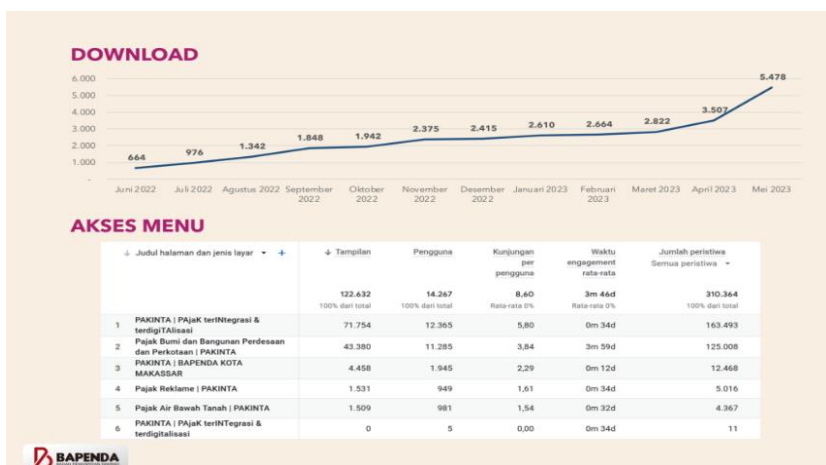 DOWNLOAD
6.000
5.000
4.000
3.000
2.000
1.000
-
664
976
1.342
1.848
1.942
2.375
2.415
2.610
2.664
2.822
3.507
5.478
Juni 2022
Juli 2022
Agustus 2022
September 2022
Oktober 2022
November 2022
Desember 2022
Januari 2023
Februari 2023
Maret 2023
April 2023
Mei 2023
AKSES MENU
↓ Judul halaman dan jenis layar ▾ +
↓ Tampilan
Pengguna
Kunjungan per pengguna
Waktu engagement rata-rata
Jumlah peristiwa
Semua peristiwa ▾
122.632 14.267 8,60 3m 46d 310.364
100% dari total 100% dari total Rata-rata 0% Rata-rata 0% 100% dari total
1 PAKINTA | PAjaK terINtegrasi & terdigiTAlisasi 71.754 12.365 5,80 0m 34d 163.493
2 Pajak Bumi dan Bangunan Perdesaan dan Perkotaan | PAKINTA 43.380 11.285 3,84 3m 59d 125.008
3 PAKINTA | BAPENDA KOTA MAKASSAR 4.458 1.945 2,29 0m 12d 12.468
4 Pajak Reklame | PAKINTA 1.531 949 1,61 0m 34d 5.016
5 Pajak Air Bawah Tanah | PAKINTA 1.509 981 1,54 0m 32d 4.367
6 PAKINTA | PAjaK terINTegrasi & terdigitalisasi 0 5 0,00 0m 34d 11
BAPENDA